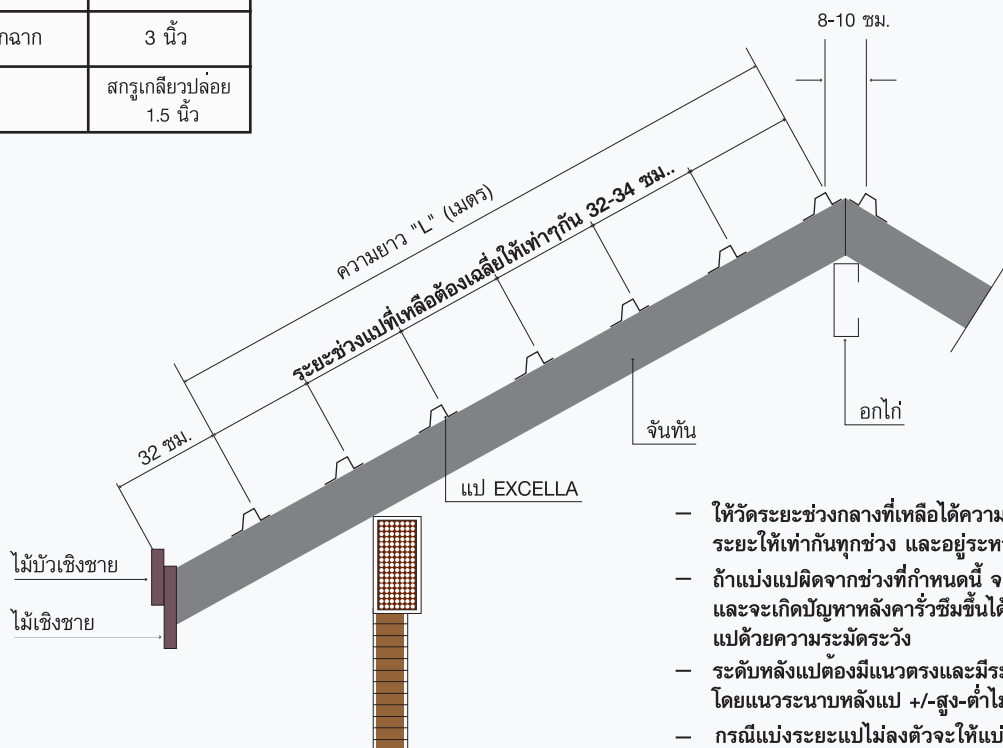 กฉาก
3 นิ้ว
สกรูเกลียวปล่อย
1.5 นิ้ว
8-10 ซม.
ความยาว "L" (เมตร)
ระยะช่วงแปที่เหลือต้องเฉลี่ยให้เท่าๆกัน 32-34 ซม..
32 ซม.
อกไก่
จันทัน
แป EXCELLA
ไม้บัวเชิงชาย
ไม้เชิงชาย
– ให้วัดระยะช่วงกลางที่เหลือได้ความ
ระยะให้เท่ากันทุกช่วง และอยู่ระห
– ถ้าแบ่งแปผิดจากช่วงที่กำหนดนี้ จ
และจะเกิดปัญหาหลังคารั่วซึมขึ้นได้
แปด้วยความระมัดระวัง
– ระดับหลังแปต้องมีแนวตรงและมีระ
โดยแนวระนาบหลังแป +/-สูง-ต่ำไม
– กรณีแบ่งระยะแปไม่ลงตัวจะให้แบ่